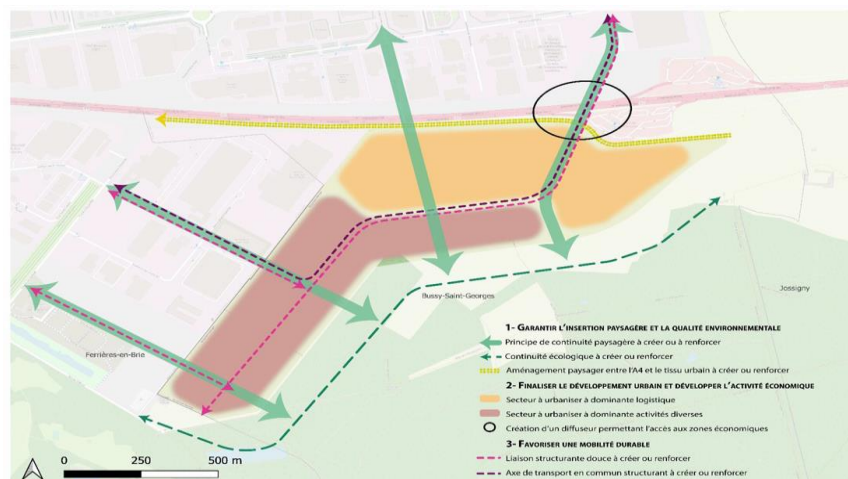 Bussy-Saint-Georges
Jossigny
Ferrières-en-Brie
1- GARANTIR L'INSERTION PAYSAGÈRE ET LA QUALITÉ ENVIRONNEMENTALE
Principe de continuité paysagère à créer ou à renforcer
Continuité écologique à créer ou renforcer
Aménagement paysager entre l'A4 et le tissu urbain à créer ou renforcer
2- FINALISER LE DÉVELOPPEMENT URBAIN ET DÉVELOPPER L'ACTIVITÉ ÉCONOMIQUE
Secteur à urbaniser à dominante logistique
Secteur à urbaniser à dominante activités diverses
Création d'un diffuseur permettant l'accès aux zones économiques
3- FAVORISER UNE MOBILITÉ DURABLE
Liaison structurante douce à créer ou renforcer
Axe de transport en commun structurant à créer ou renforcer
0 250 500 m